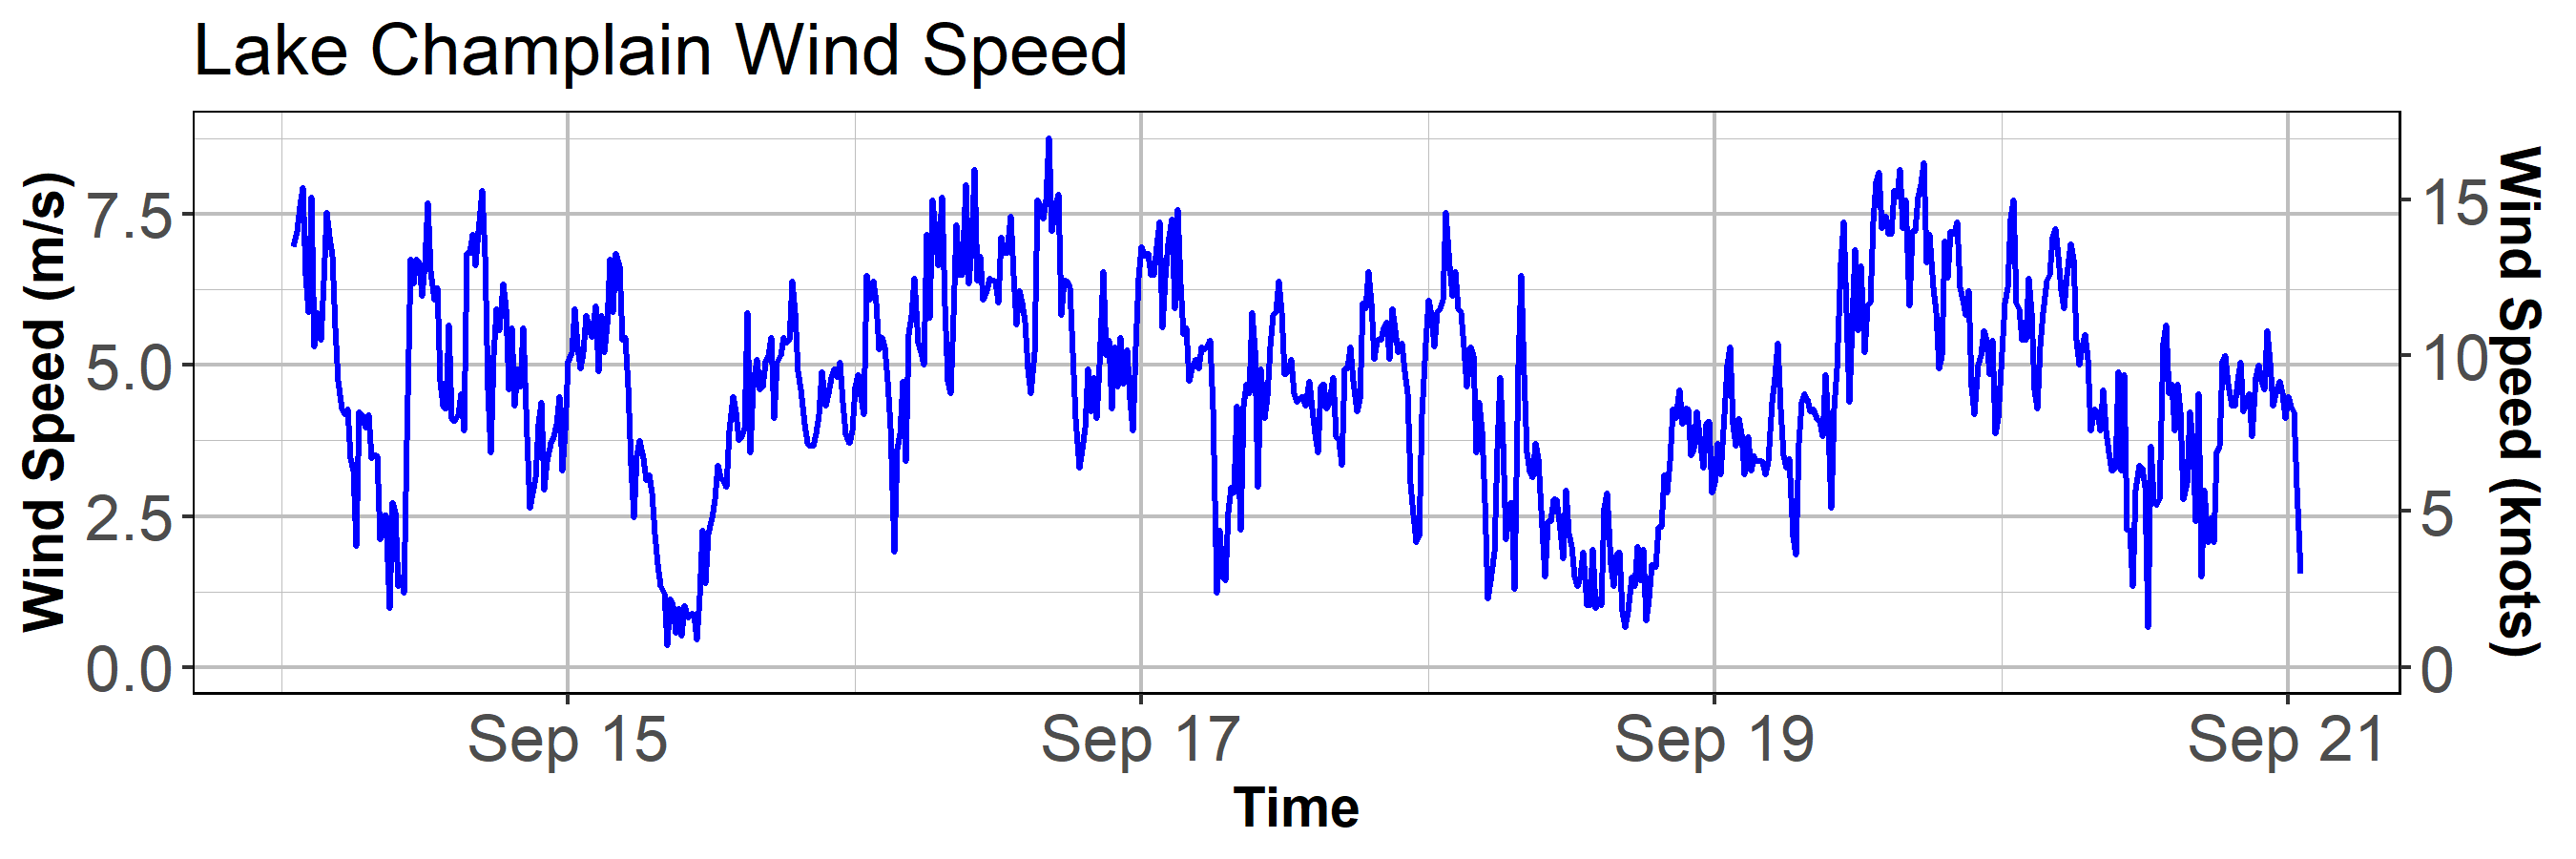 Lake Champlain Wind Speed
Wind Speed (m/s)
7.5
5.0
2.5
0.0
15
10
5
0
Wind Speed (knots)
Sep 15
Sep 17
Sep 19
Sep 21
Time